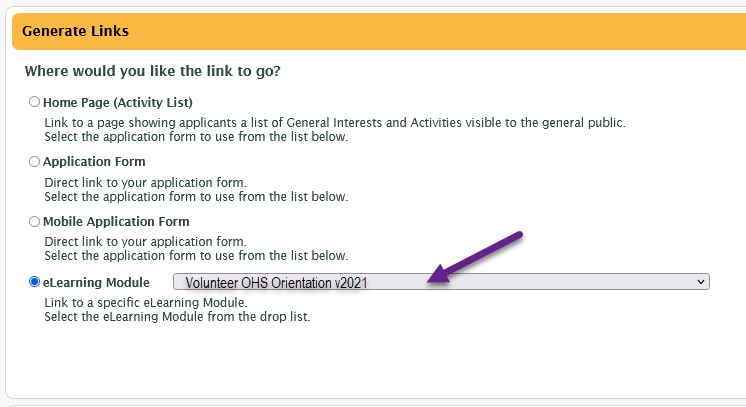 Generate Links
Where would you like the link to go?
Home Page (Activity List)
Link to a page showing applicants a list of General Interests and Activities visible to the general public.
Select the application form to use from the list below.
Application Form
Direct link to your application form.
Select the application form to use from the list below.
Mobile Application Form
Direct link to your application form.
Select the application form to use from the list below.
eLearning Module Volunteer OHS Orientation v2021
Link to a specific eLearning Module.
Select the eLearning Module from the drop list.